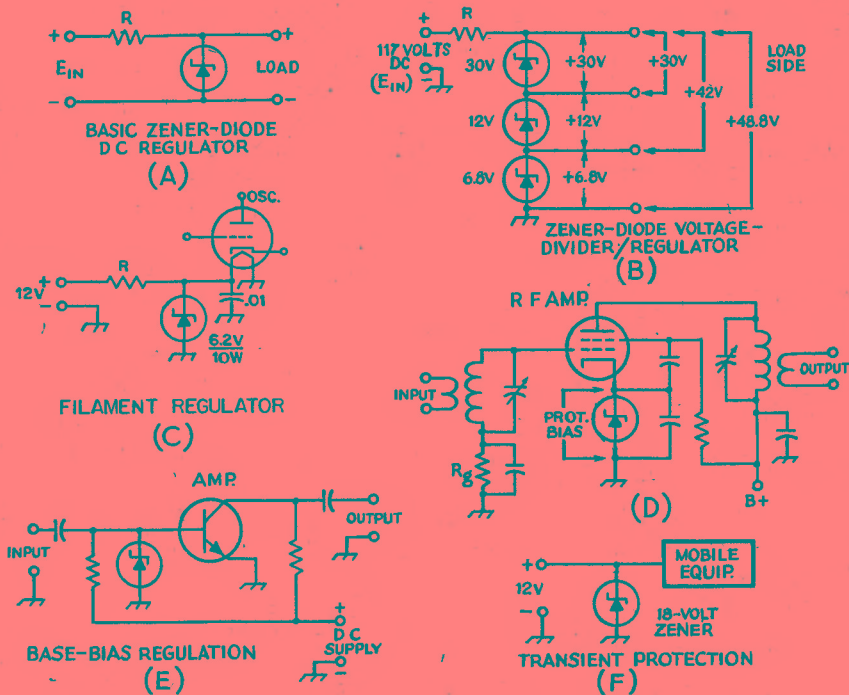 R
+
+
E IN
LOAD
-
-
BASIC ZENER-DIODE
DC REGULATOR
(A)
+
R
117 VOLTS
DC
(E IN)
-
30V
+30V
+30V
LOAD
SIDE
+42V
12V
+12V
+48.8V
6.8V
+6.8V
ZENER-DIODE VOLTAGE-
DIVIDER/REGULATOR
(B)
OSC.
R
+
12V
-
.01
6.2V
10W
FILAMENT REGULATOR
(C)
RF AMP.
INPUT
OUTPUT
PROT.
BIAS
Rg
B+
(D)
AMP.
INPUT
OUTPUT
+
DC
SUPPLY
-
BASE-BIAS REGULATION
(E)
+
12V
-
MOBILE
EQUIP.
18-VOLT
ZENER
TRANSIENT PROTECTION
(F)